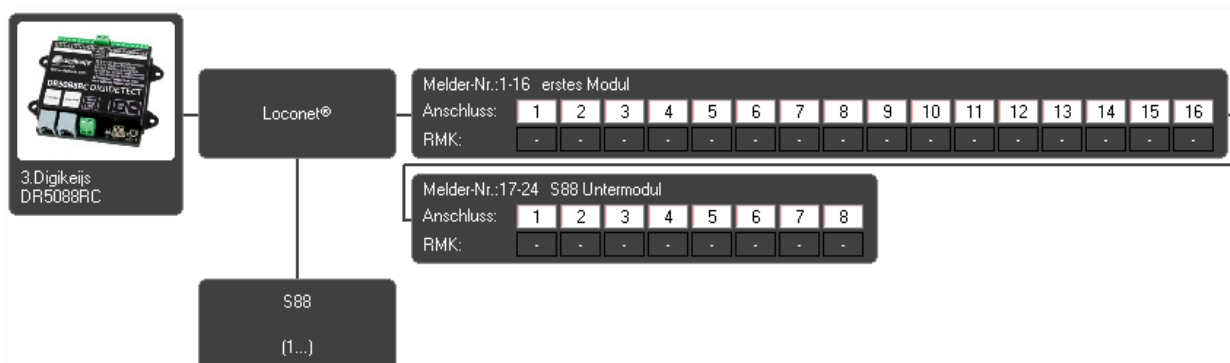 DR5088RC DIGIDETECT
3.Digikeijs
DR5088RC
Loconet®
Melder-Nr.:1-16 erstes Modul
Anschluss: 1 2 3 4 5 6 7 8 9 10 11 12 13 14 15 16
RMK: - - - - - - - - - - - - - - - -
Melder-Nr.:17-24 S88 Untermodul
Anschluss: 1 2 3 4 5 6 7 8
RMK: - - - - - - - -
S88
(1...)